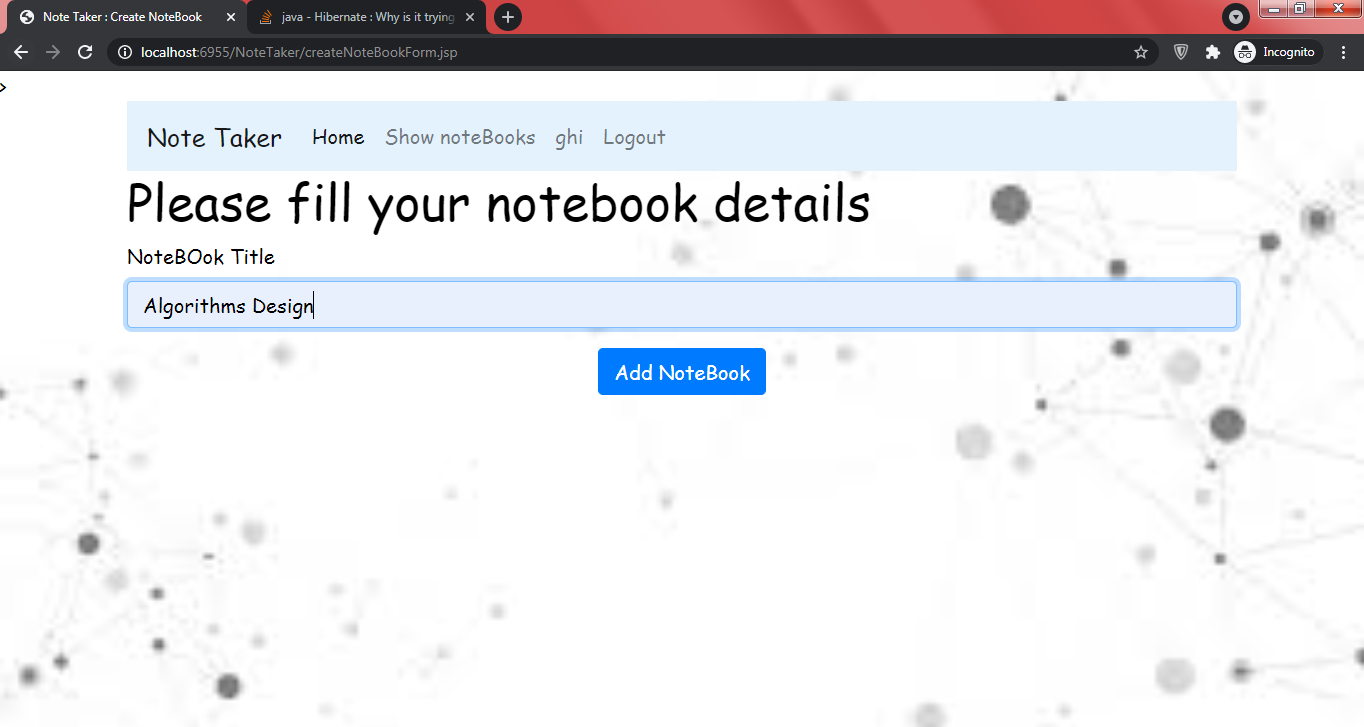 Note Taker : Create NoteBook
java - Hibernate : Why is it trying
localhost:6955/NoteTaker/createNoteBookForm.jsp
Incognito
>
Note Taker Home Show noteBooks ghi Logout
Please fill your notebook details
NoteBOok Title
Algorithms Design
Add NoteBook